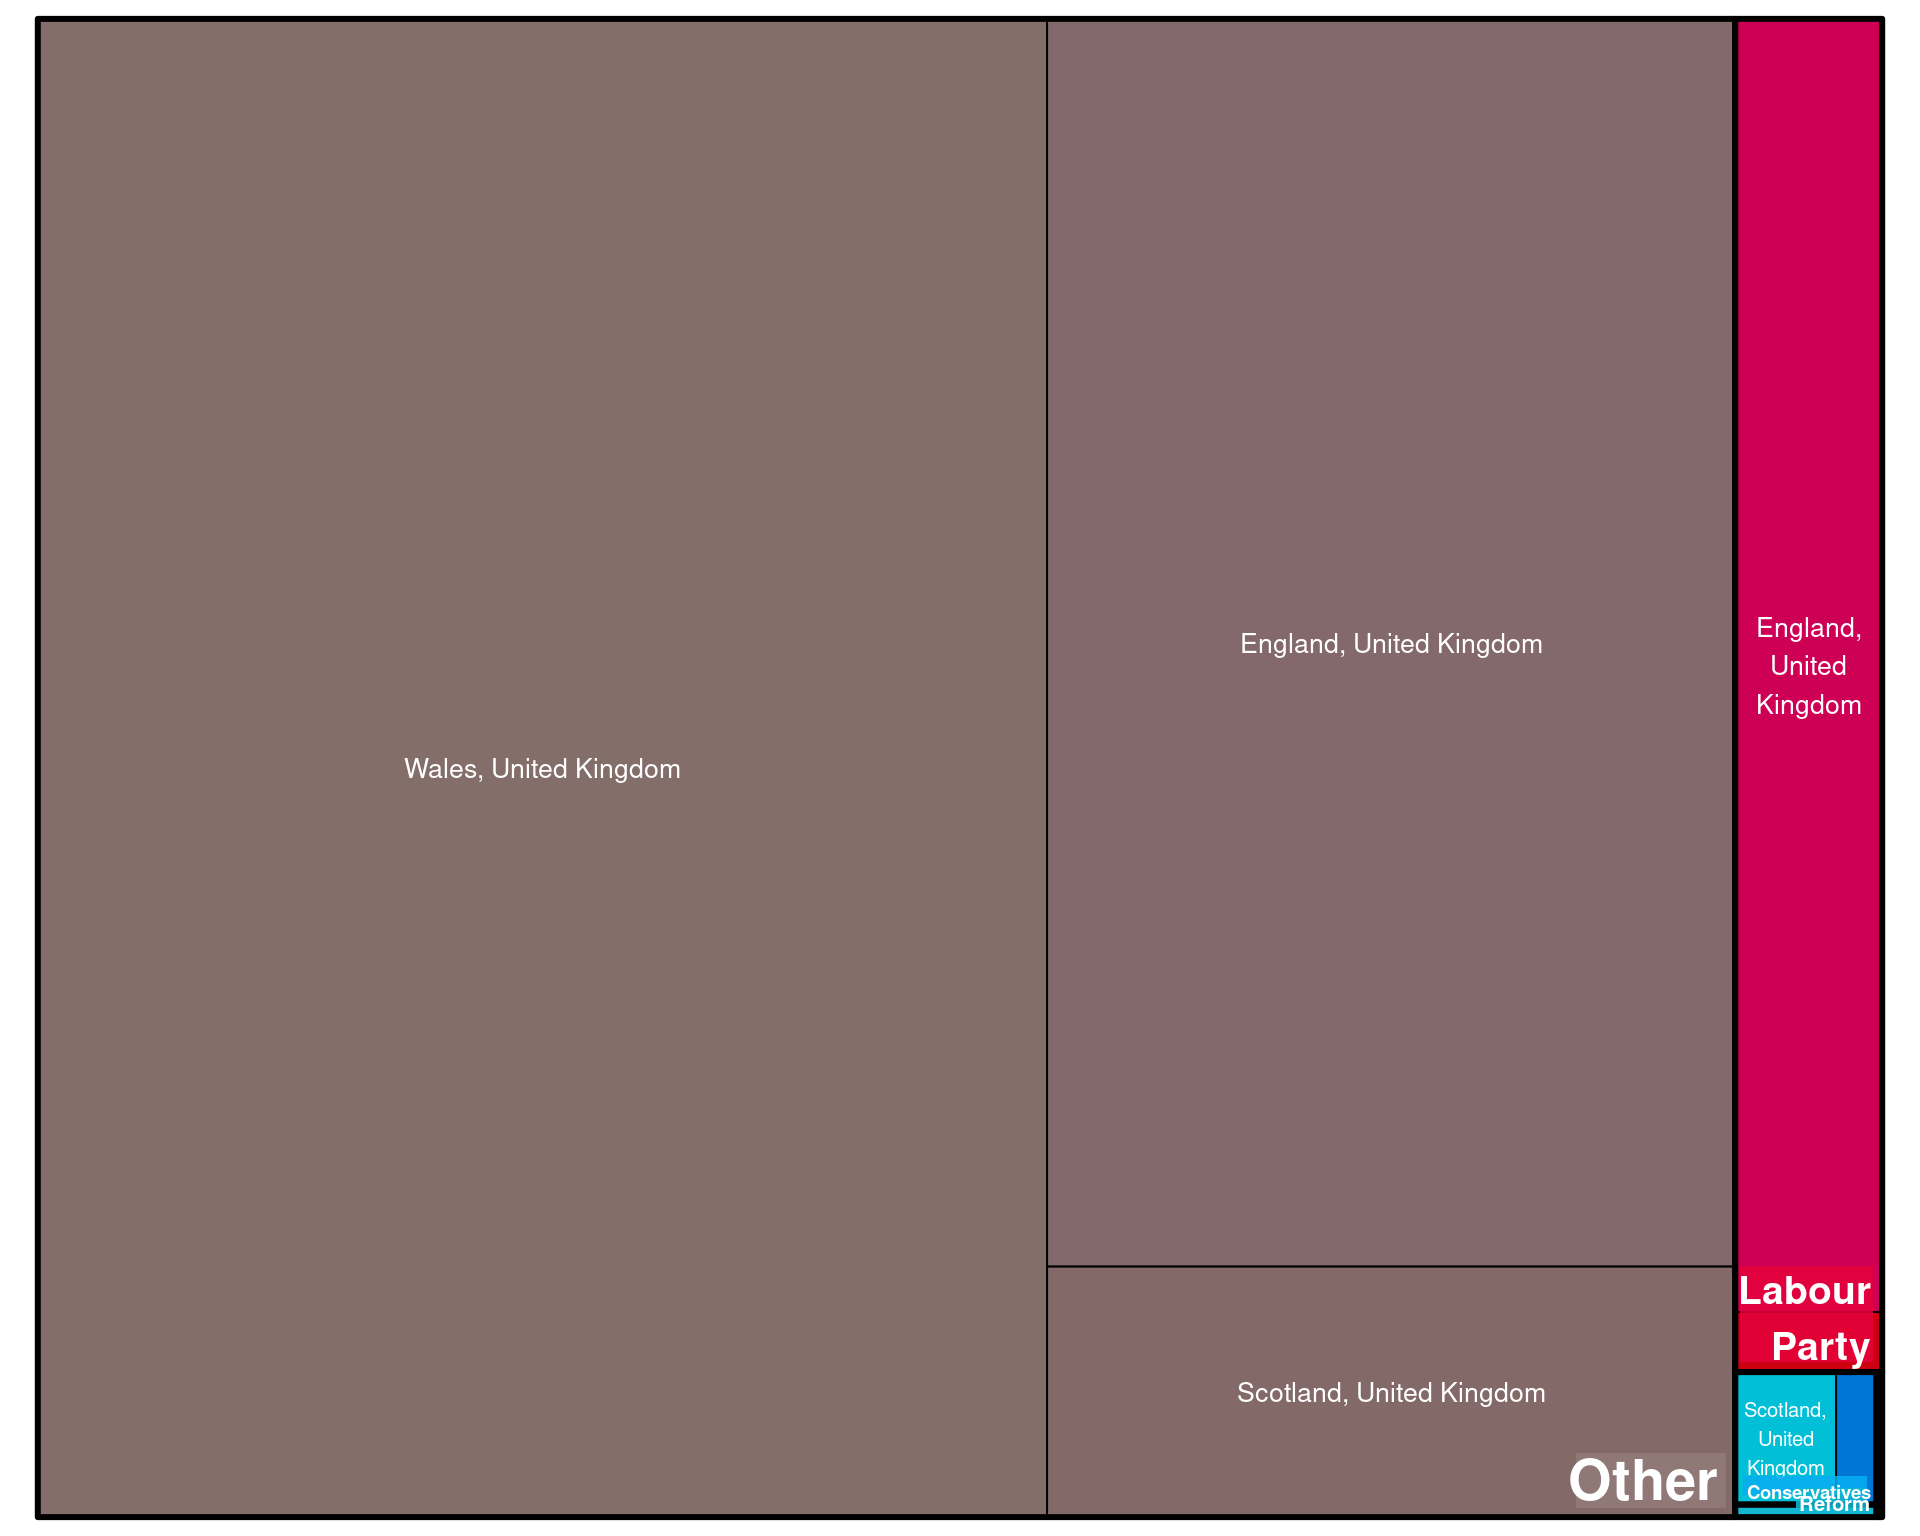 Wales, United Kingdom
England, United Kingdom
Scotland, United Kingdom
Other
England,
United
Kingdom
Labour
Party
Scotland,
United
Kingdom
Conservatives
Reform